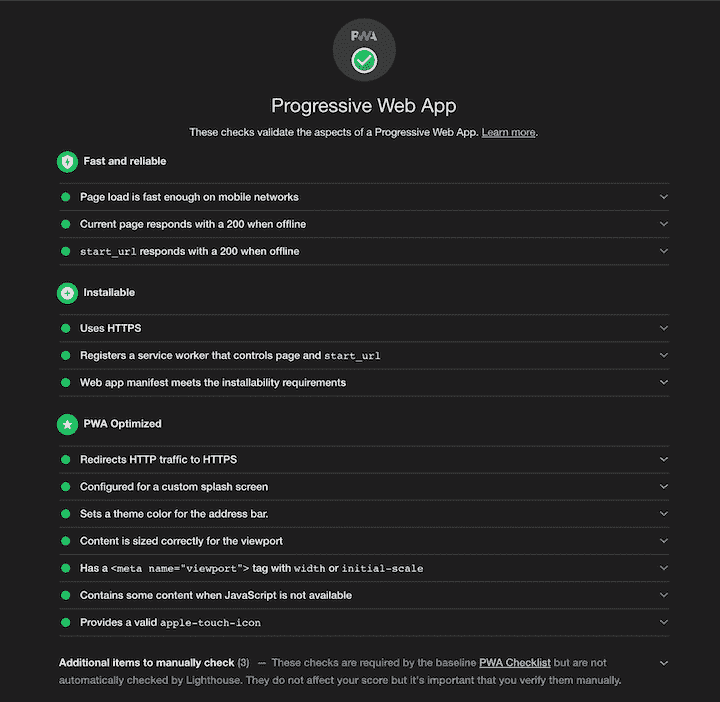 PWA
Progressive Web App
These checks validate the aspects of a Progressive Web App. Learn more.
Fast and reliable
Page load is fast enough on mobile networks
Current page responds with a 200 when offline
start_url responds with a 200 when offline
Installable
Uses HTTPS
Registers a service worker that controls page and start_url
Web app manifest meets the installability requirements
PWA Optimized
Redirects HTTP traffic to HTTPS
Configured for a custom splash screen
Sets a theme color for the address bar.
Content is sized correctly for the viewport
Has a <meta name="viewport"> tag with width or initial-scale
Contains some content when JavaScript is not available
Provides a valid apple-touch-icon
Additional items to manually check (3) — These checks are required by the baseline PWA Checklist but are not
automatically checked by Lighthouse. They do not affect your score but it's important that you verify them manually.